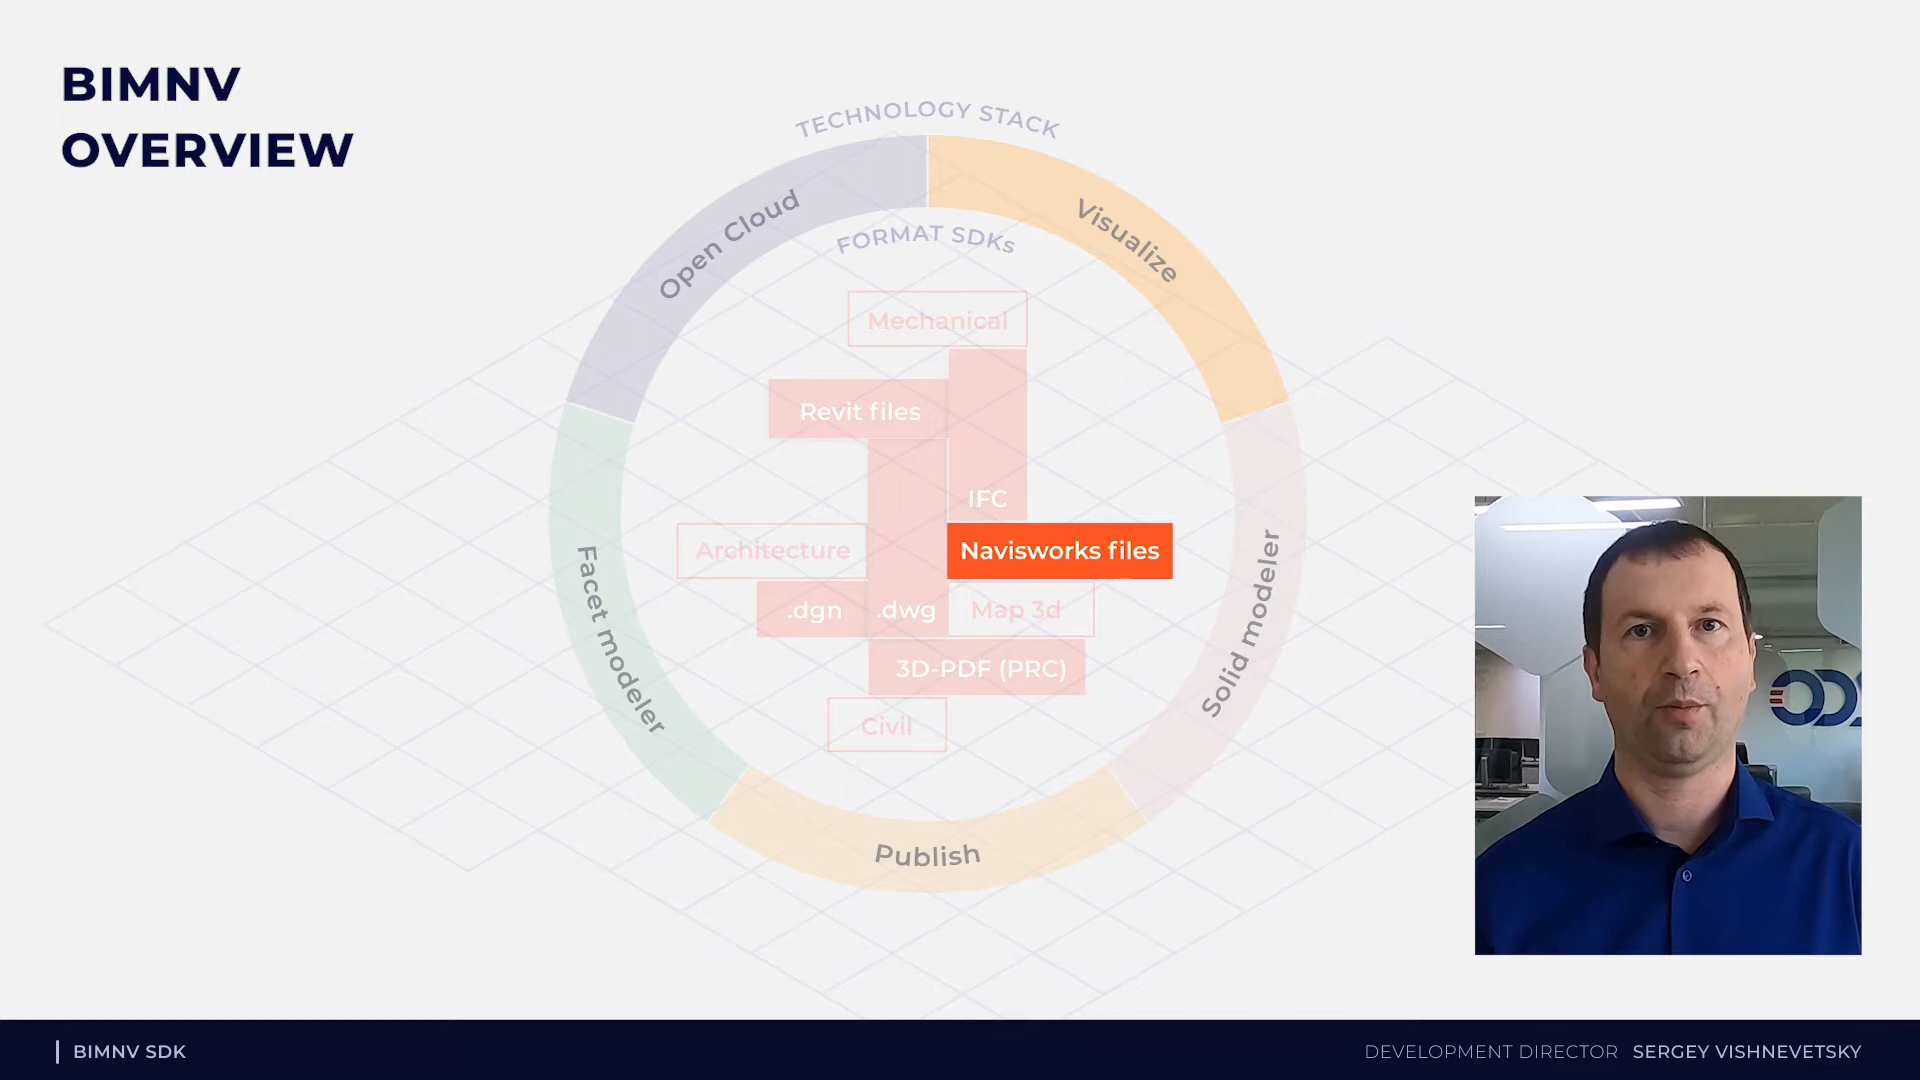 BIMNV
OVERVIEW
TECHNOLOGY STACK
Open Cloud
Visualize
FORMAT SDKs
Mechanical
Revit files
IFC
Architecture
Navisworks files
.dgn
.dwg
Map 3d
3D-PDF (PRC)
Civil
Facet modeler
Solid modeler
Publish
BIMNV SDK
DEVELOPMENT DIRECTOR SERGEY VISHNEVETSKY